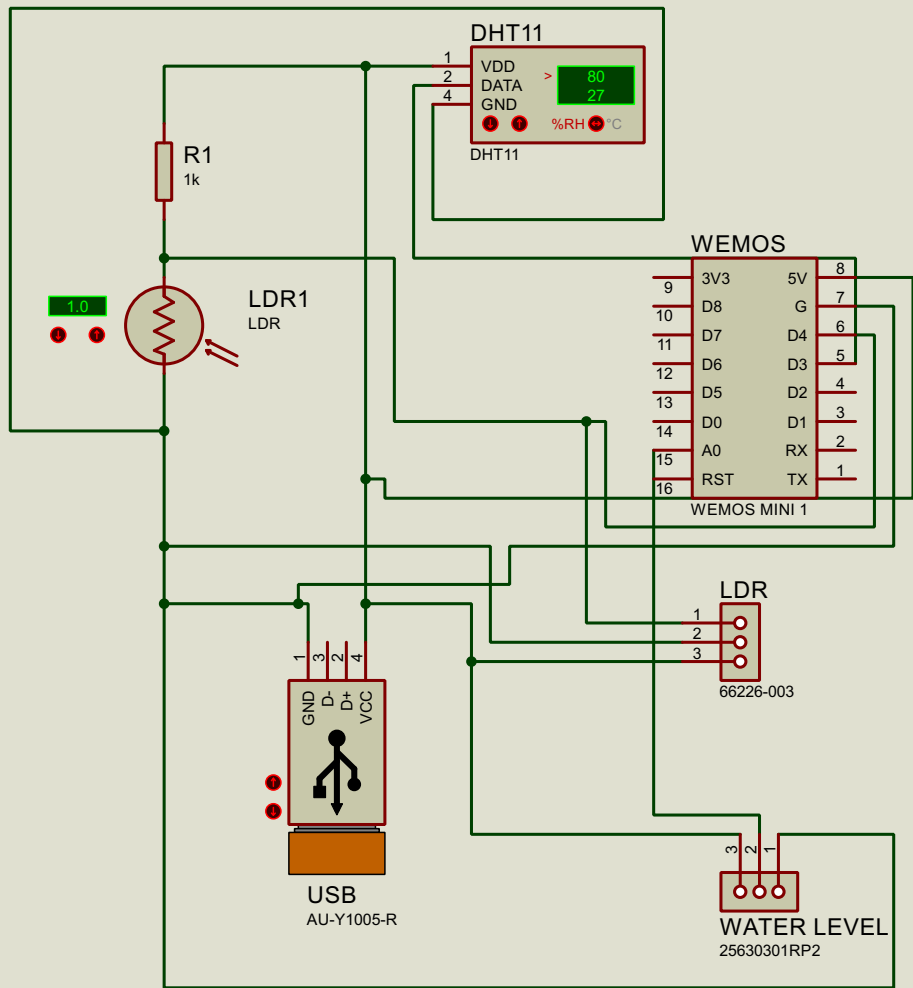 DHT11
1 VDD
2 DATA
4 GND
> 80
27
%RH °C
DHT11
R1
1k
1.0
LDR1
LDR
WEMOS
3V3 5V 8
9 G 7
D8
10 D4 6
D7
11 D3 5
D6
12 D2 4
D5
13 D1 3
D0
14 RX 2
A0
15 TX 1
RST
16
WEMOS MINI 1
LDR
1
2
3
66226-003
1 3 2 4
GND D- D+ VCC
USB
AU-Y1005-R
3 2 1
WATER LEVEL
25630301RP2